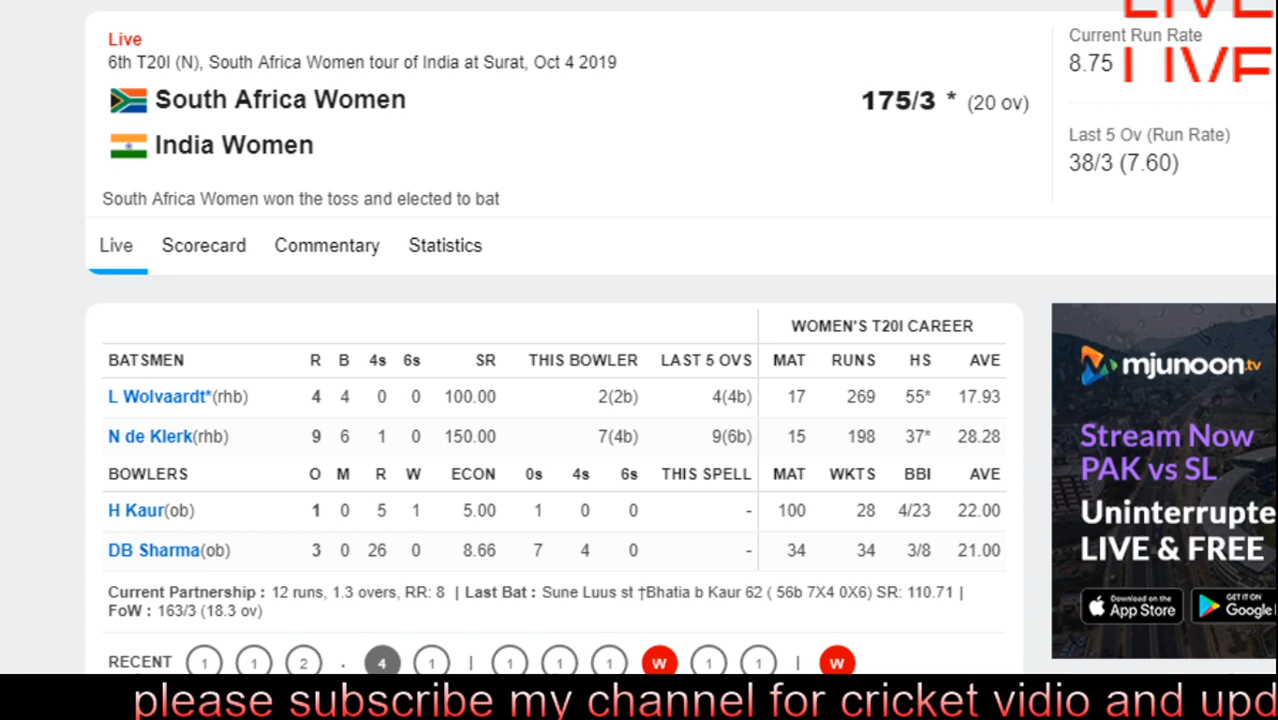 LIVE
Live
Current Run Rate
6th T20I (N), South Africa Women tour of India at Surat, Oct 4 2019
8.75
LIVE
South Africa Women 175/3 * (20 ov)
India Women
Last 5 Ov (Run Rate)
38/3 (7.60)
South Africa Women won the toss and elected to bat
Live Scorecard Commentary Statistics
WOMEN'S T20I CAREER
BATSMEN R B 4s 6s SR THIS BOWLER LAST 5 OVS MAT RUNS HS AVE
L Wolvaardt*(rhb) 4 4 0 0 100.00 2(2b) 4(4b) 17 269 55* 17.93
N de Klerk(rhb) 9 6 1 0 150.00 7(4b) 9(6b) 15 198 37* 28.28
BOWLERS O M R W ECON 0s 4s 6s THIS SPELL MAT WKTS BBI AVE
H Kaur(ob) 1 0 5 1 5.00 1 0 0 - 100 28 4/23 22.00
DB Sharma(ob) 3 0 26 0 8.66 7 4 0 - 34 34 3/8 21.00
Current Partnership : 12 runs, 1.3 overs, RR: 8 | Last Bat : Sune Luus st †Bhatia b Kaur 62 ( 56b 7X4 0X6) SR: 110.71 |
FoW : 163/3 (18.3 ov)
RECENT 1 1 2 . 4 1 | 1 1 1 W 1 1 | W
mjunoon.tv
Stream Now
PAK vs SL
Uninterrupte
LIVE & FREE
Download on the
App Store
GET IT ON
Google
please subscribe my channel for cricket vidio and upd